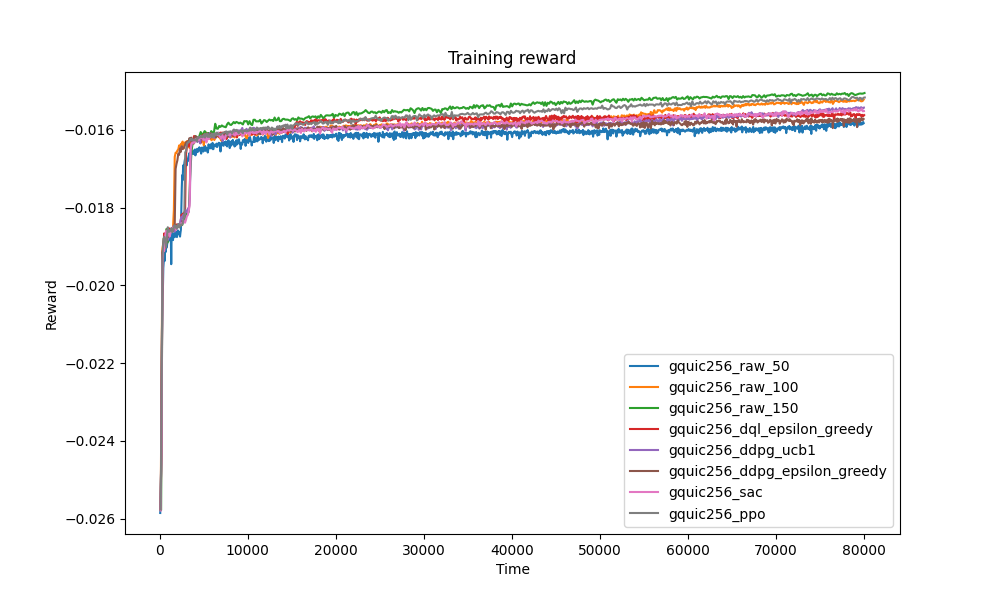 Training reward
Reward
−0.016
−0.018
−0.020
−0.022
−0.024
−0.026
gquic256_raw_50
gquic256_raw_100
gquic256_raw_150
gquic256_dql_epsilon_greedy
gquic256_ddpg_ucb1
gquic256_ddpg_epsilon_greedy
gquic256_sac
gquic256_ppo
0 10000 20000 30000 40000 50000 60000 70000 80000
Time